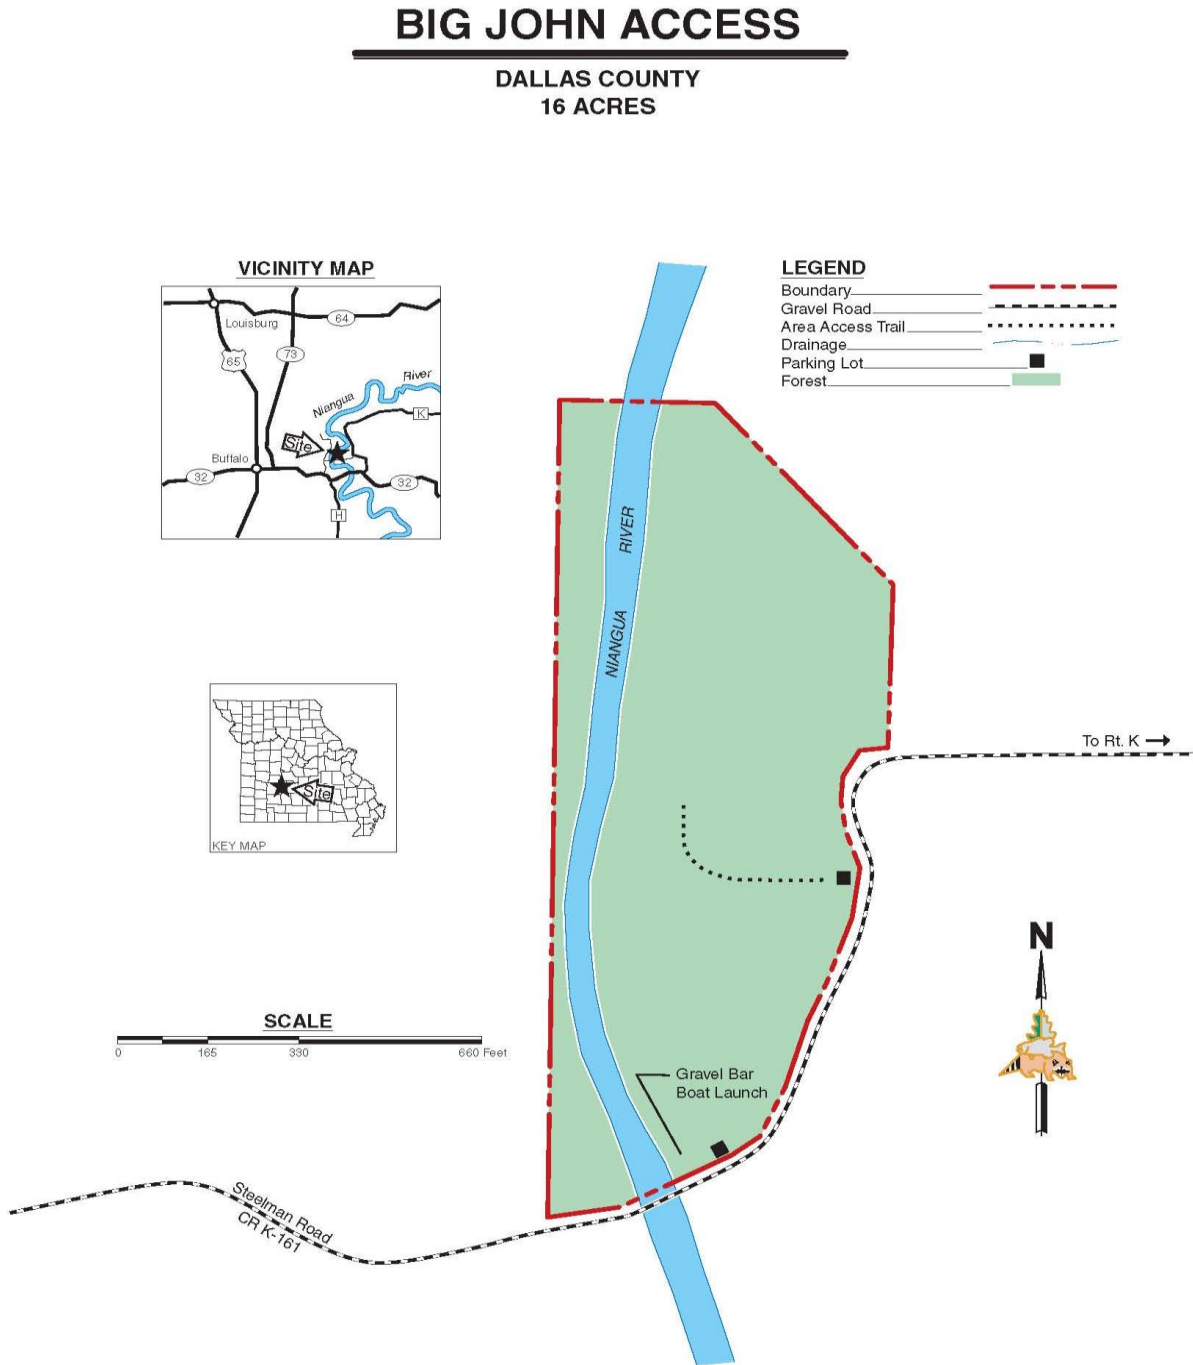 BIG JOHN ACCESS
DALLAS COUNTY
16 ACRES
VICINITY MAP
Louisburg
64
65
73
River
Niangua
K
Site
Buffalo
32
32
H
LEGEND
Boundary
Gravel Road
Area Access Trail
Drainage
Parking Lot
Forest
RIVER
NIANGUA
To Rt. K
Site
KEY MAP
N
SCALE
0 165 330 660 Feet
Gravel Bar
Boat Launch
Steelman Road
CR K-161